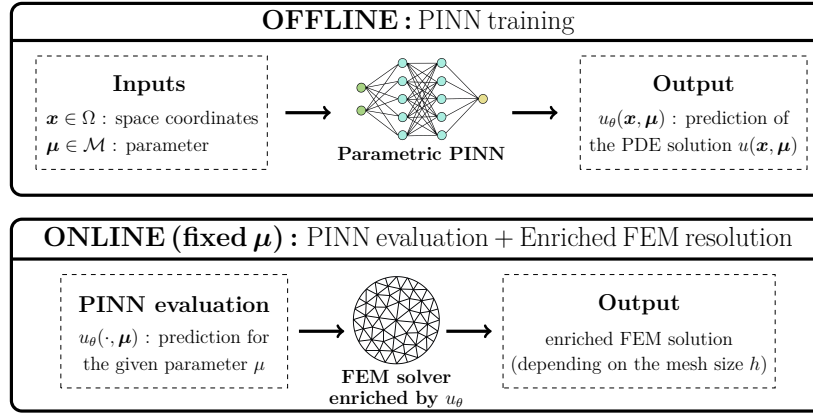 OFFLINE : PINN training
Inputs
𝒙 ∈ Ω : space coordinates
𝝁 ∈ ℳ : parameter
Parametric PINN
Output
u_θ(𝒙, 𝝁) : prediction of
the PDE solution u(𝒙, 𝝁)
ONLINE (fixed 𝝁) : PINN evaluation + Enriched FEM resolution
PINN evaluation
u_θ(·, 𝝁) : prediction for
the given parameter μ
FEM solver
enriched by u_θ
Output
enriched FEM solution
(depending on the mesh size h)